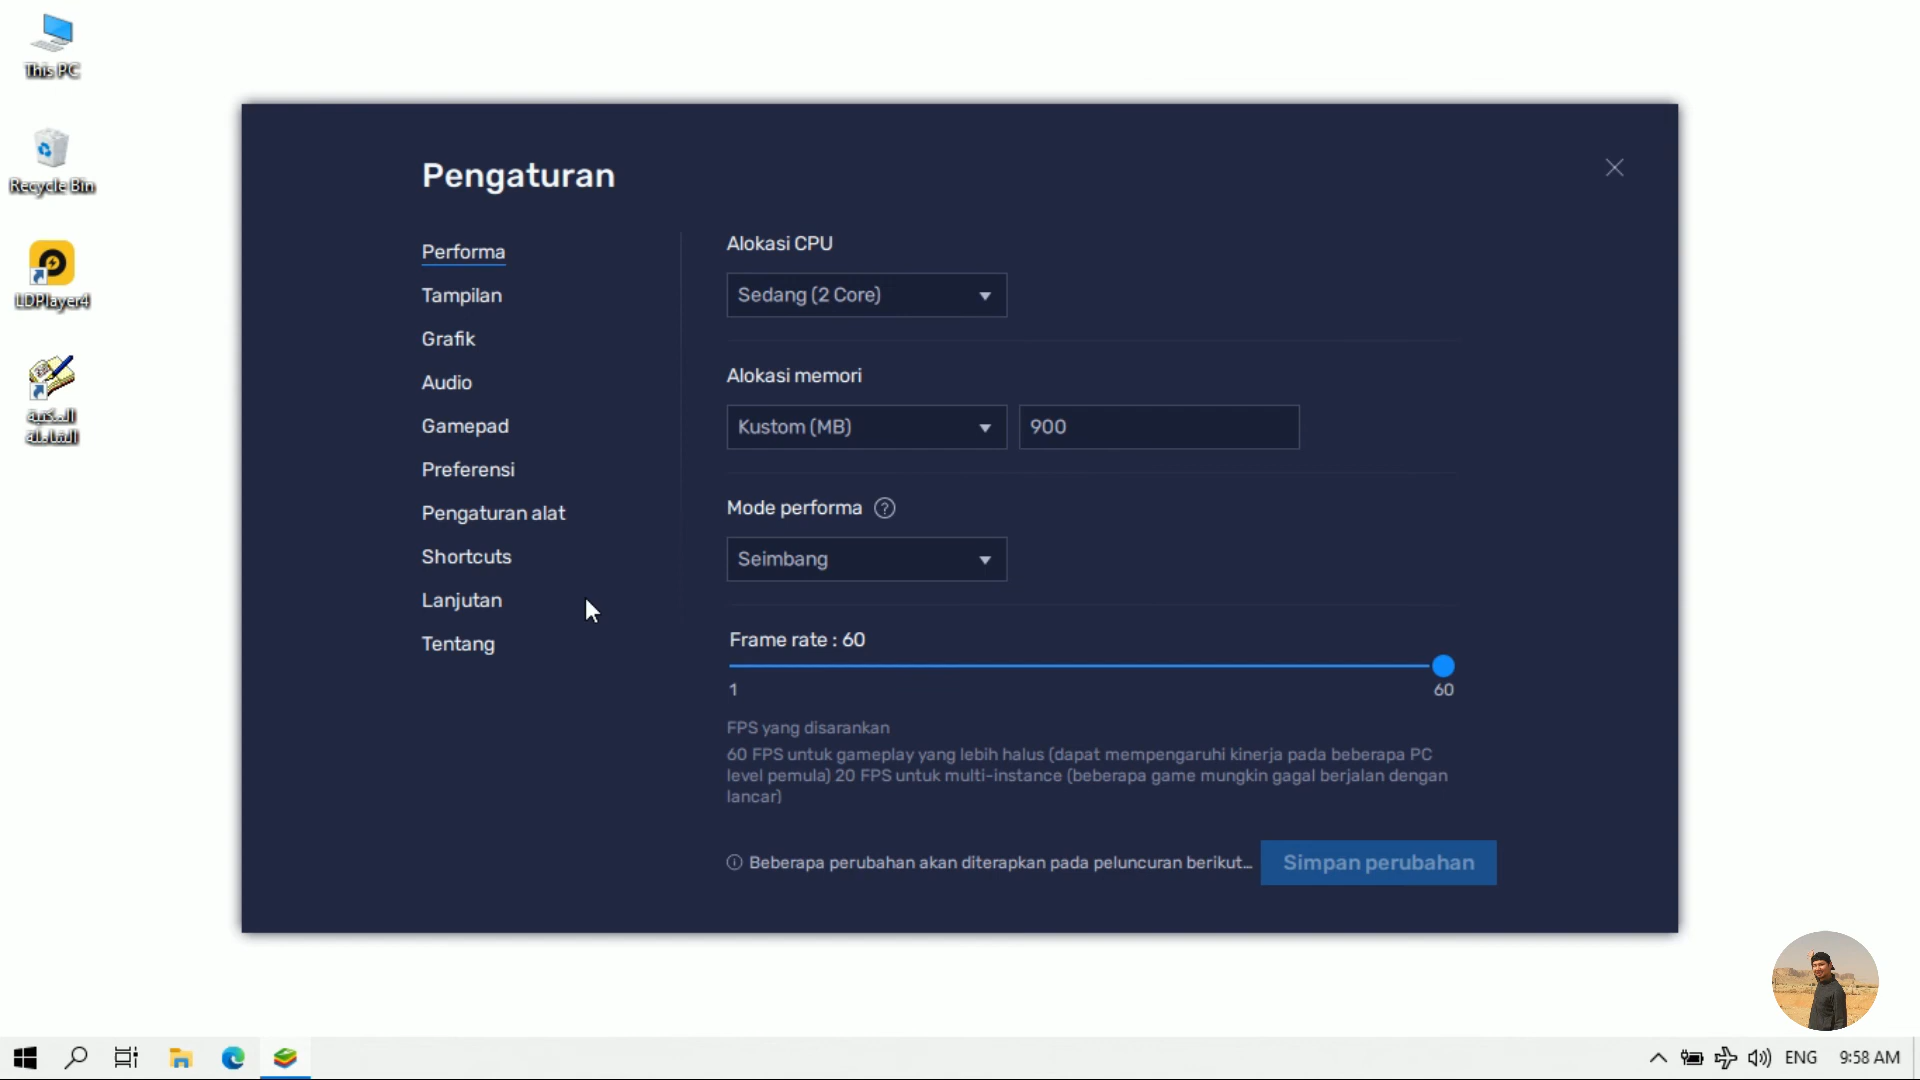 This PC
Recycle Bin
LDPlayer4
المكتبة
الشاملة
Pengaturan
Performa
Tampilan
Grafik
Audio
Gamepad
Preferensi
Pengaturan alat
Shortcuts
Lanjutan
Tentang
Alokasi CPU
Sedang (2 Core)
Alokasi memori
Kustom (MB)
900
Mode performa
Seimbang
Frame rate : 60
1
60
FPS yang disarankan
60 FPS untuk gameplay yang lebih halus (dapat mempengaruhi kinerja pada beberapa PC
level pemula) 20 FPS untuk multi-instance (beberapa game mungkin gagal berjalan dengan
lancar)
Beberapa perubahan akan diterapkan pada peluncuran berikut...
Simpan perubahan
ENG
9:58 AM